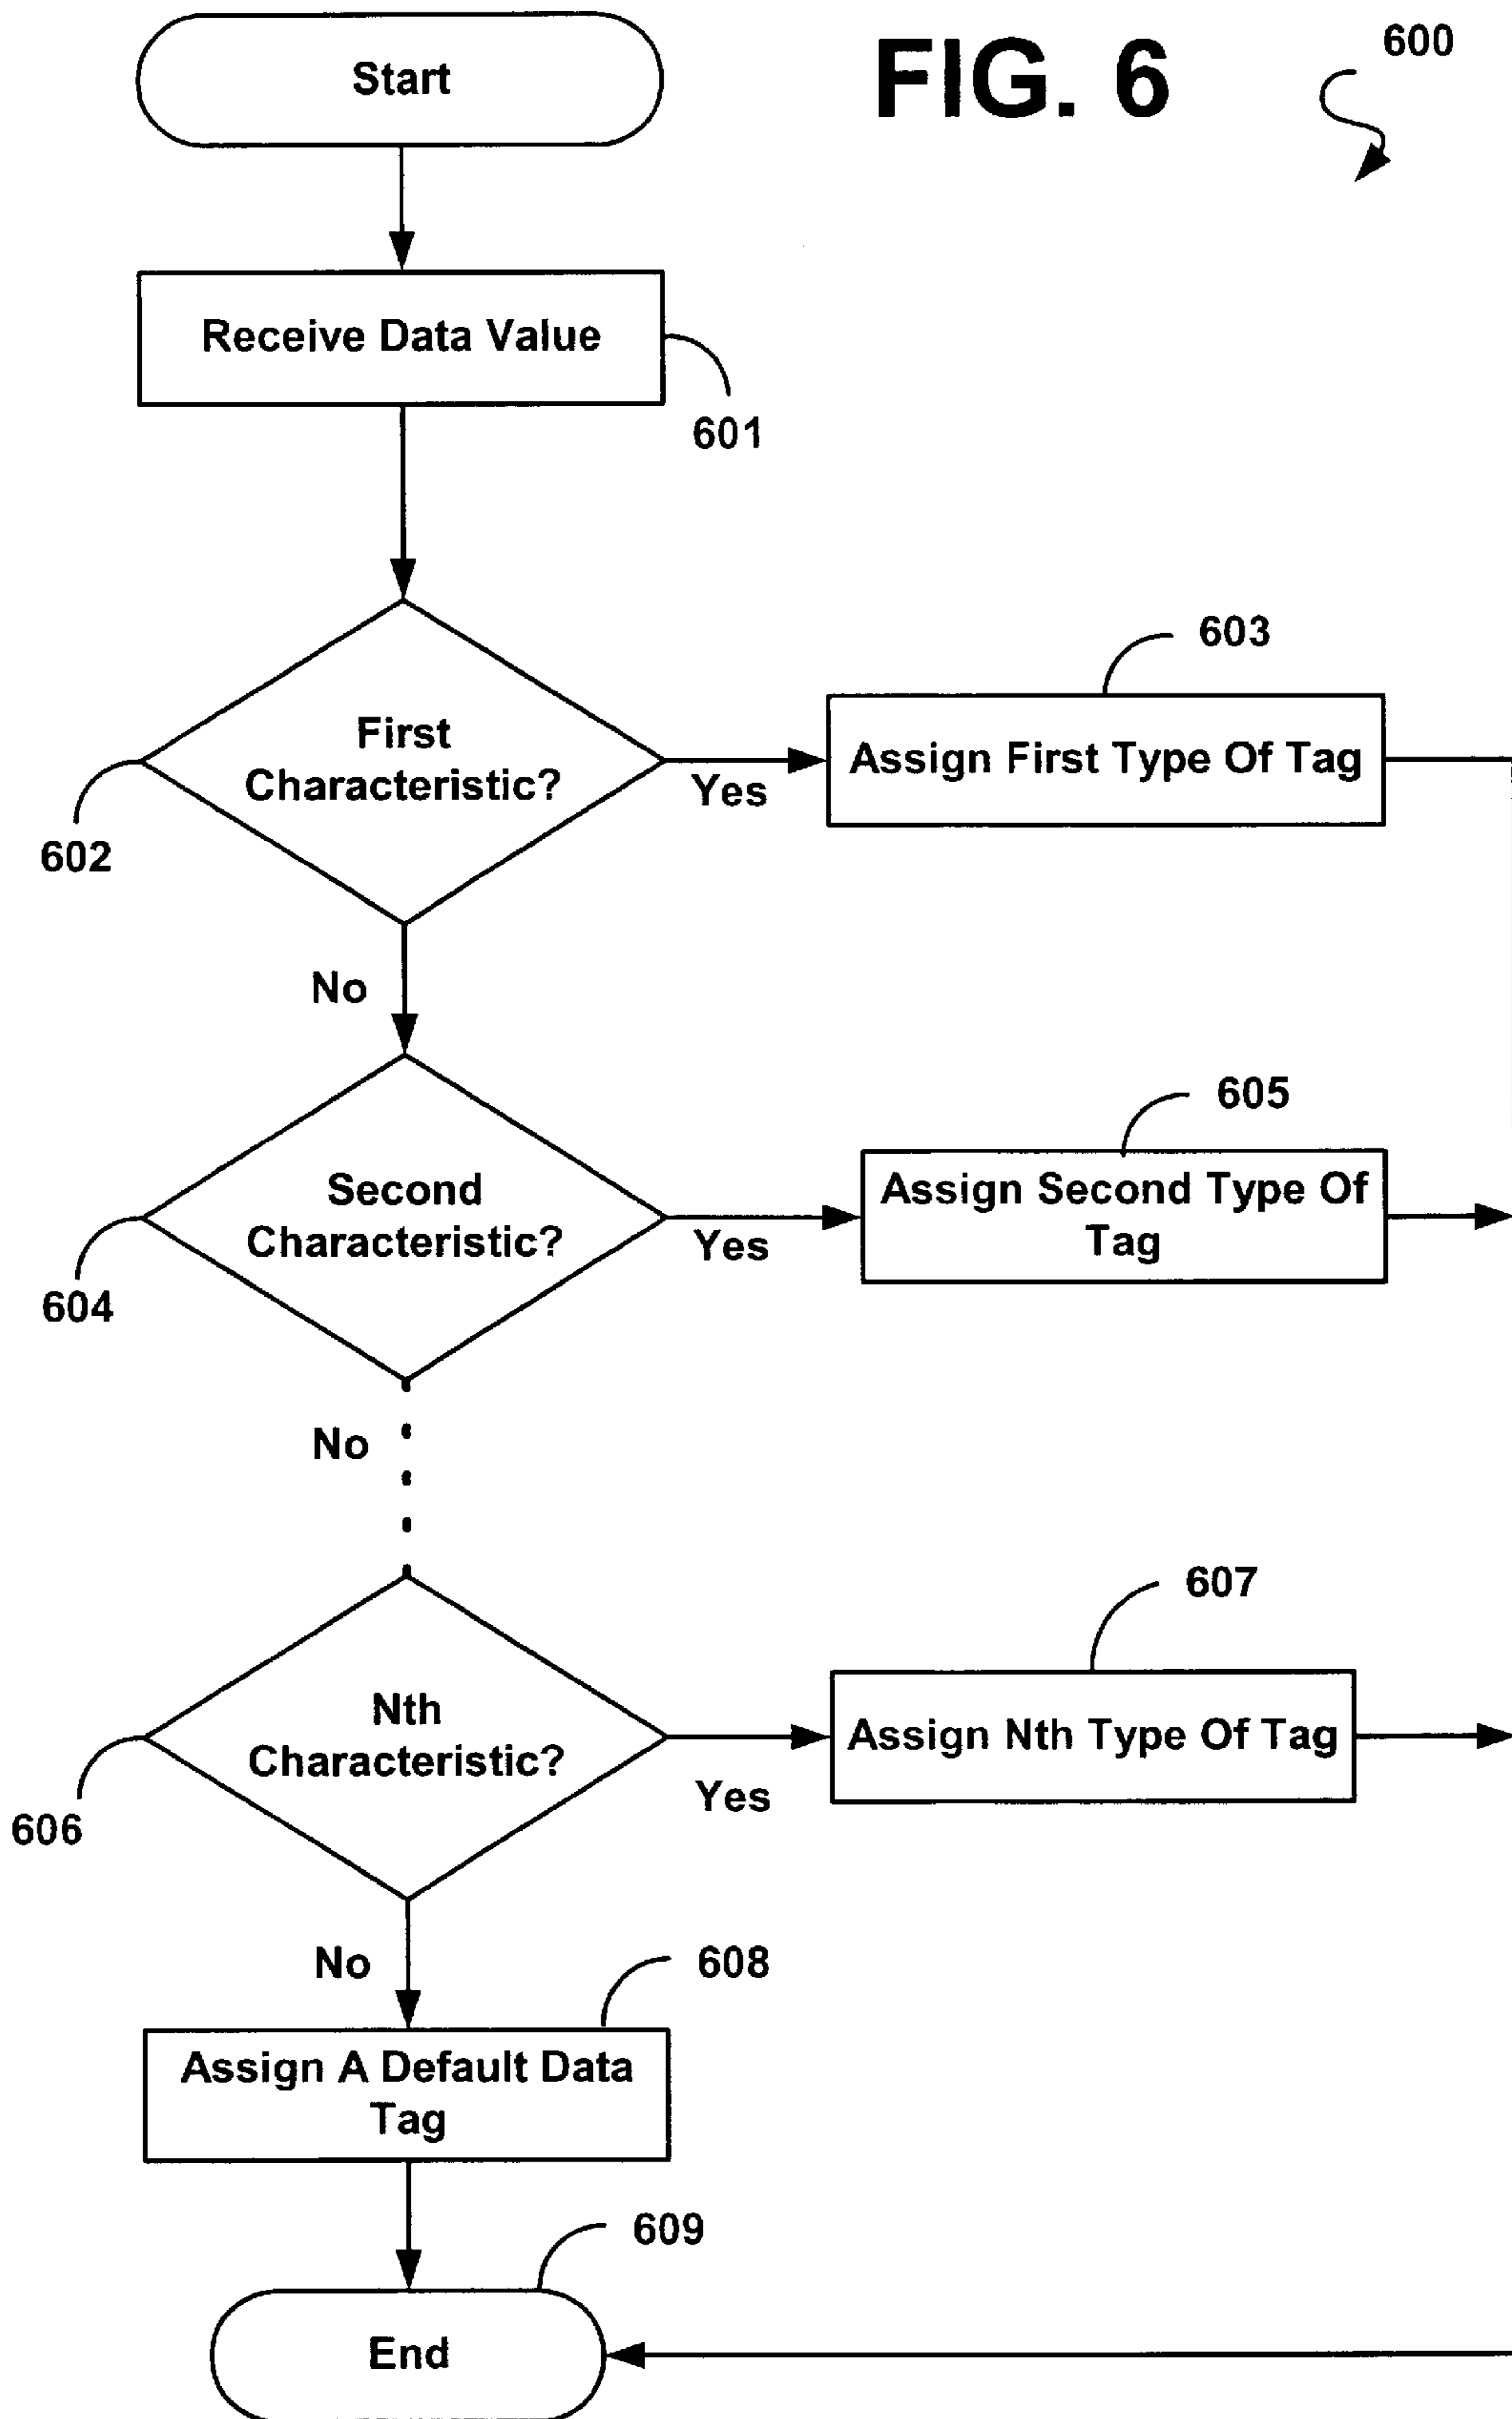 Start
FIG. 6
600
Receive Data Value
601
First
Characteristic?
602
Yes
603
Assign First Type Of Tag
No
Second
Characteristic?
604
Yes
605
Assign Second Type Of
Tag
No
Nth
Characteristic?
606
Yes
607
Assign Nth Type Of Tag
No
608
Assign A Default Data
Tag
609
End